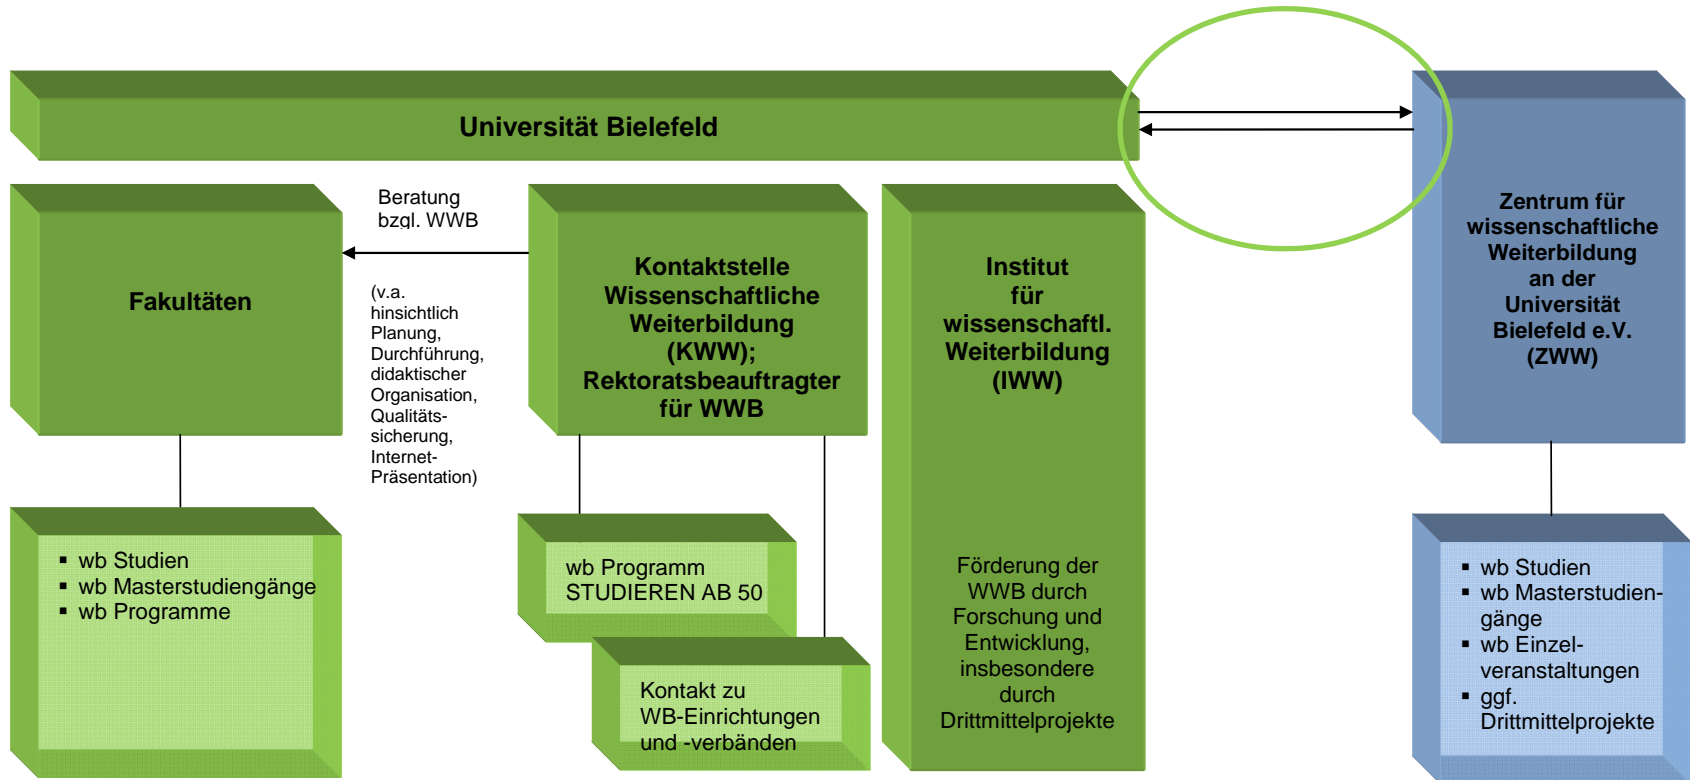 Universität Bielefeld
Fakultäten
Beratung
bzgl. WWB
(v.a.
hinsichtlich
Planung,
Durchführung,
didaktischer
Organisation,
Qualitäts-
sicherung,
Internet-
Präsentation)
Kontaktstelle
Wissenschaftliche
Weiterbildung
(KWW);
Rektoratsbeauftragter
für WWB
Institut
für
wissenschaftl.
Weiterbildung
(IWW)
Förderung der
WWB durch
Forschung und
Entwicklung,
insbesondere
durch
Drittmittelprojekte
Zentrum für
wissenschaftliche
Weiterbildung
an der
Universität
Bielefeld e.V.
(ZWW)
▪ wb Studien
▪ wb Masterstudiengänge
▪ wb Programme
wb Programm
STUDIEREN AB 50
Kontakt zu
WB-Einrichtungen
und -verbänden
▪ wb Studien
▪ wb Masterstudien-
gänge
▪ wb Einzel-
veranstaltungen
▪ ggf.
Drittmittelprojekte